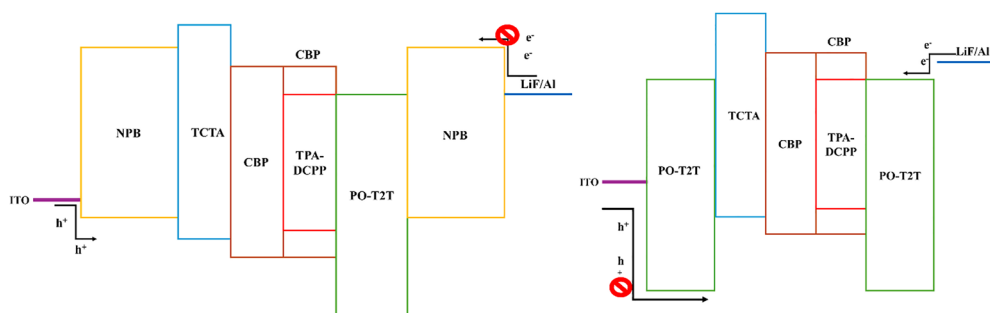 CBP
e-
e-
LiF/Al
NPB
TCTA
CBP
TPA-
DCPP
PO-T2T
NPB
ITO
h+
h+
CBP
e-
e-
LiF/Al
TCTA
PO-T2T
CBP
TPA-
DCPP
PO-T2T
ITO
h+
h
+